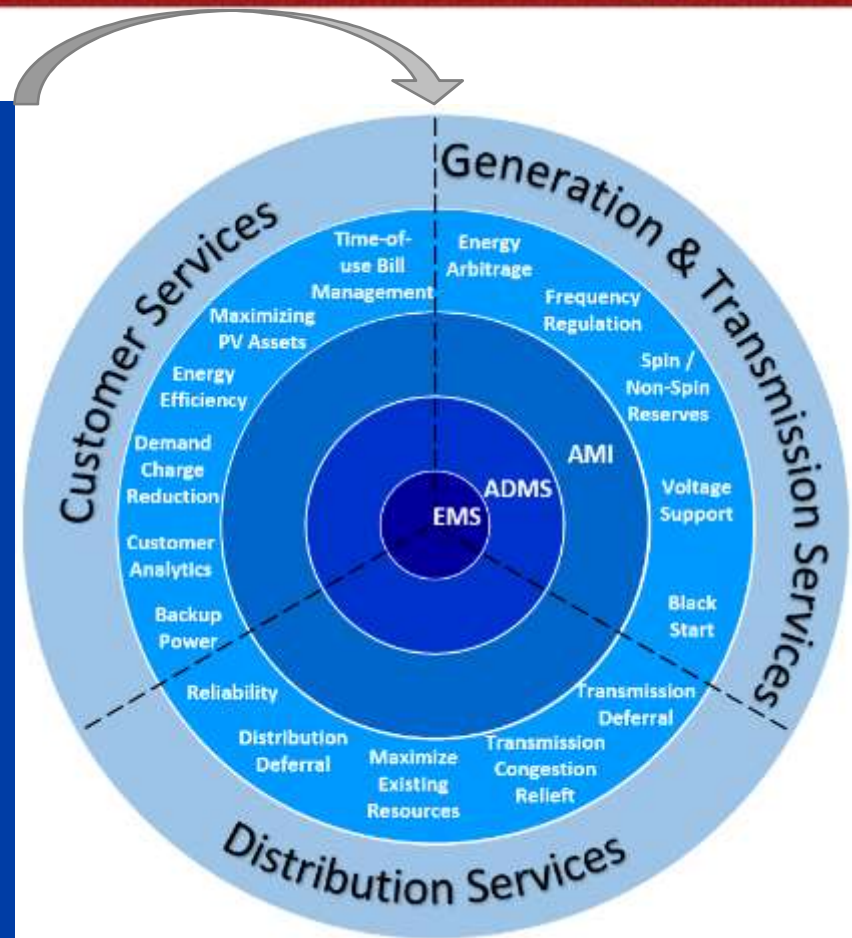 Generation & Transmission Services
Customer Services
Distribution Services
Time-of-
use Bill
Management
Energy
Arbitrage
Maximizing
PV Assets
Frequency
Regulation
Energy
Efficiency
Spin /
Non-Spin
Reserves
Demand
Charge
Reduction
AMI
ADMS
EMS
Voltage
Support
Customer
Analytics
Backup
Power
Black
Start
Reliability
Transmission
Deferral
Distribution
Deferral
Maximize
Existing
Resources
Transmission
Congestion
Relieft